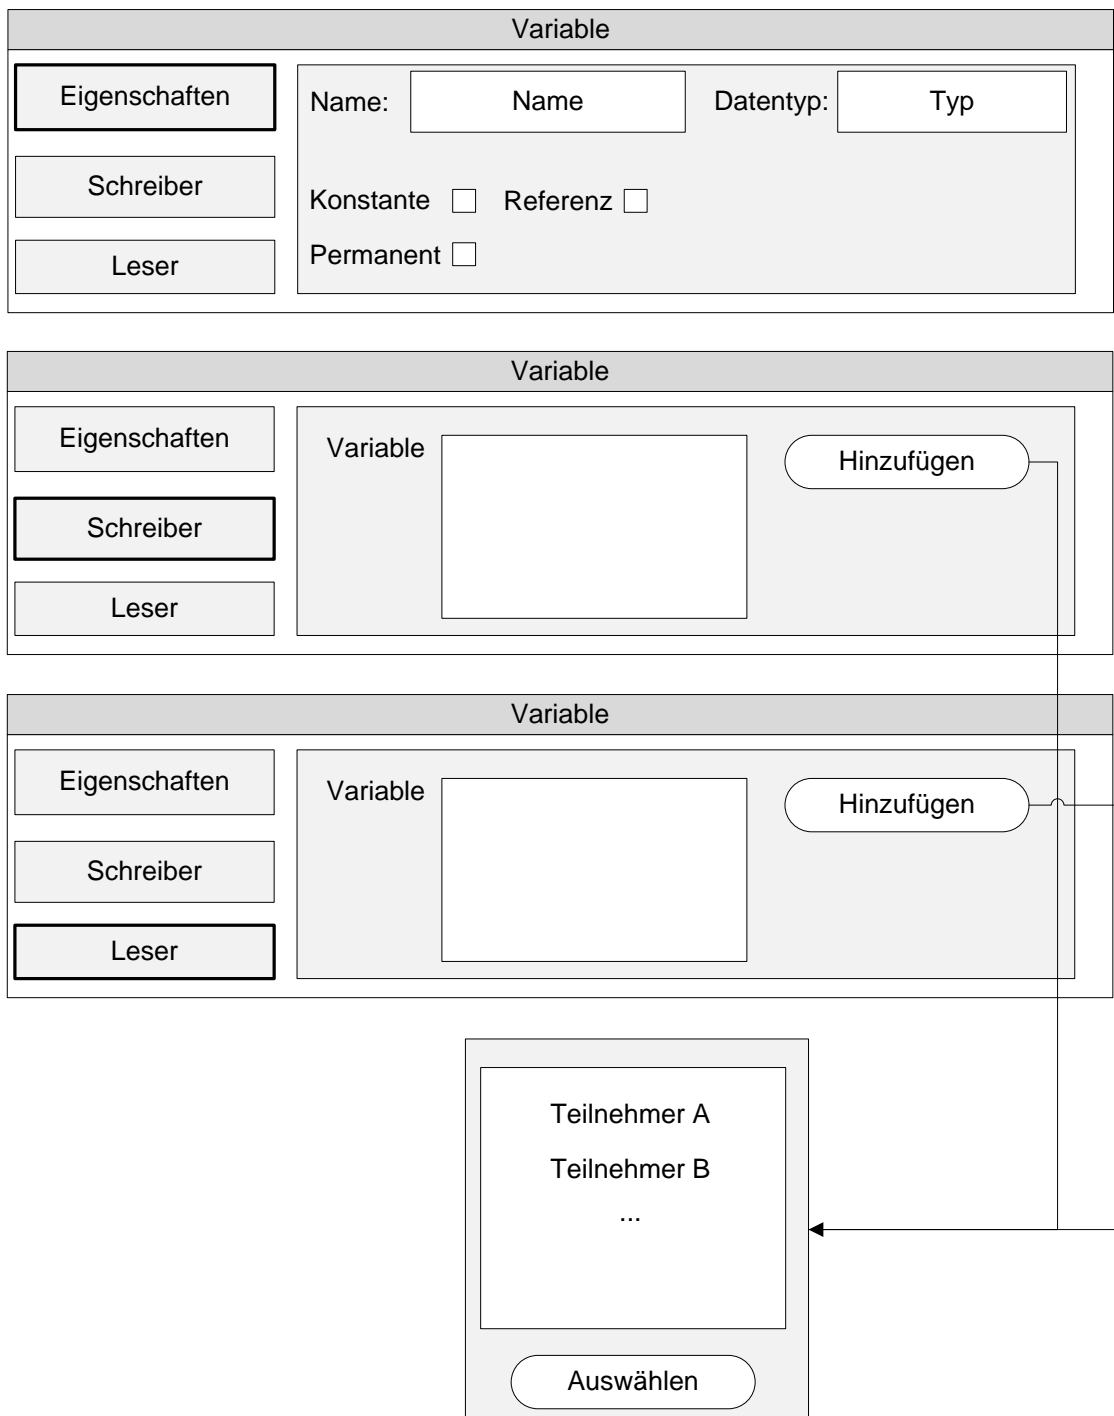 Variable
Eigenschaften
Name: Name Datentyp: Typ
Schreiber
Konstante Referenz
Permanent
Leser
Variable
Eigenschaften
Variable
Hinzufügen
Schreiber
Leser
Variable
Eigenschaften
Variable
Hinzufügen
Schreiber
Leser
Teilnehmer A
Teilnehmer B
...
Auswählen